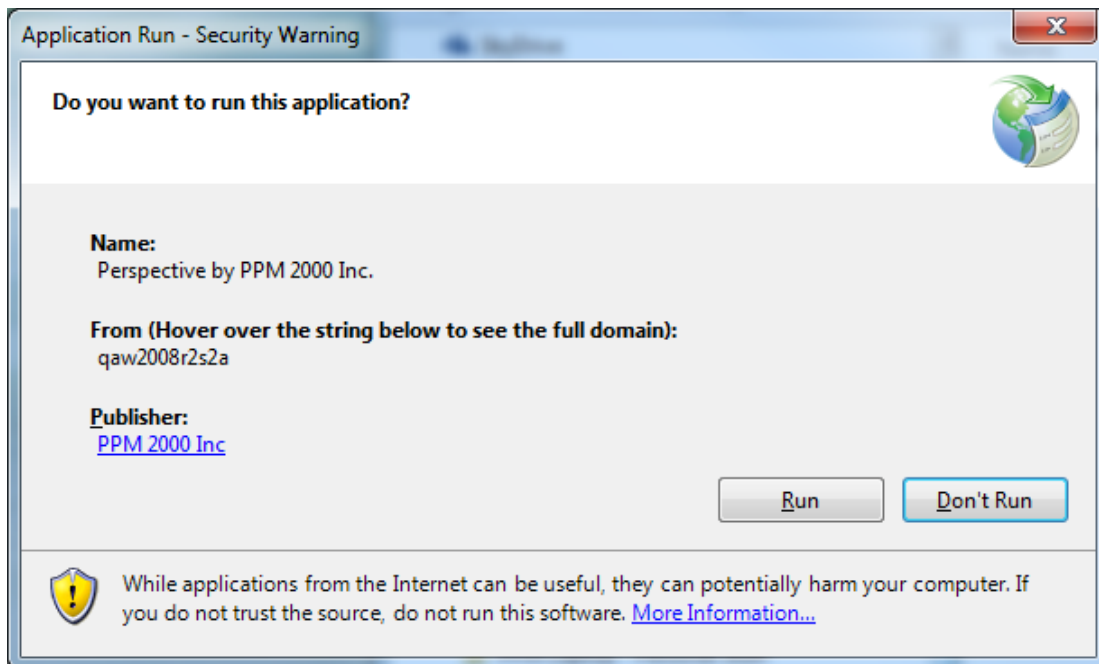 Application Run - Security Warning
Do you want to run this application?
Name:
Perspective by PPM 2000 Inc.
From (Hover over the string below to see the full domain):
qaw2008r2s2a
Publisher:
PPM 2000 Inc
Run
Don't Run
While applications from the Internet can be useful, they can potentially harm your computer. If
you do not trust the source, do not run this software. More Information...